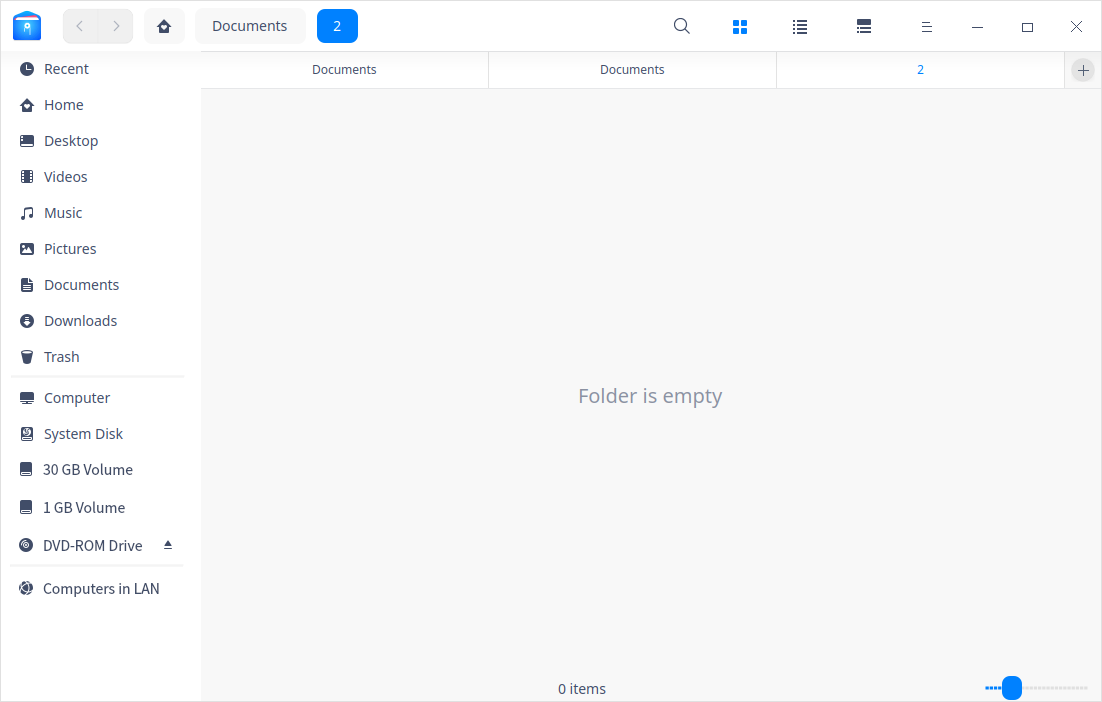 Documents
2
Recent
Home
Desktop
Videos
Music
Pictures
Documents
Downloads
Trash
Computer
System Disk
30 GB Volume
1 GB Volume
DVD-ROM Drive
Computers in LAN
Documents
Documents
2
Folder is empty
0 items